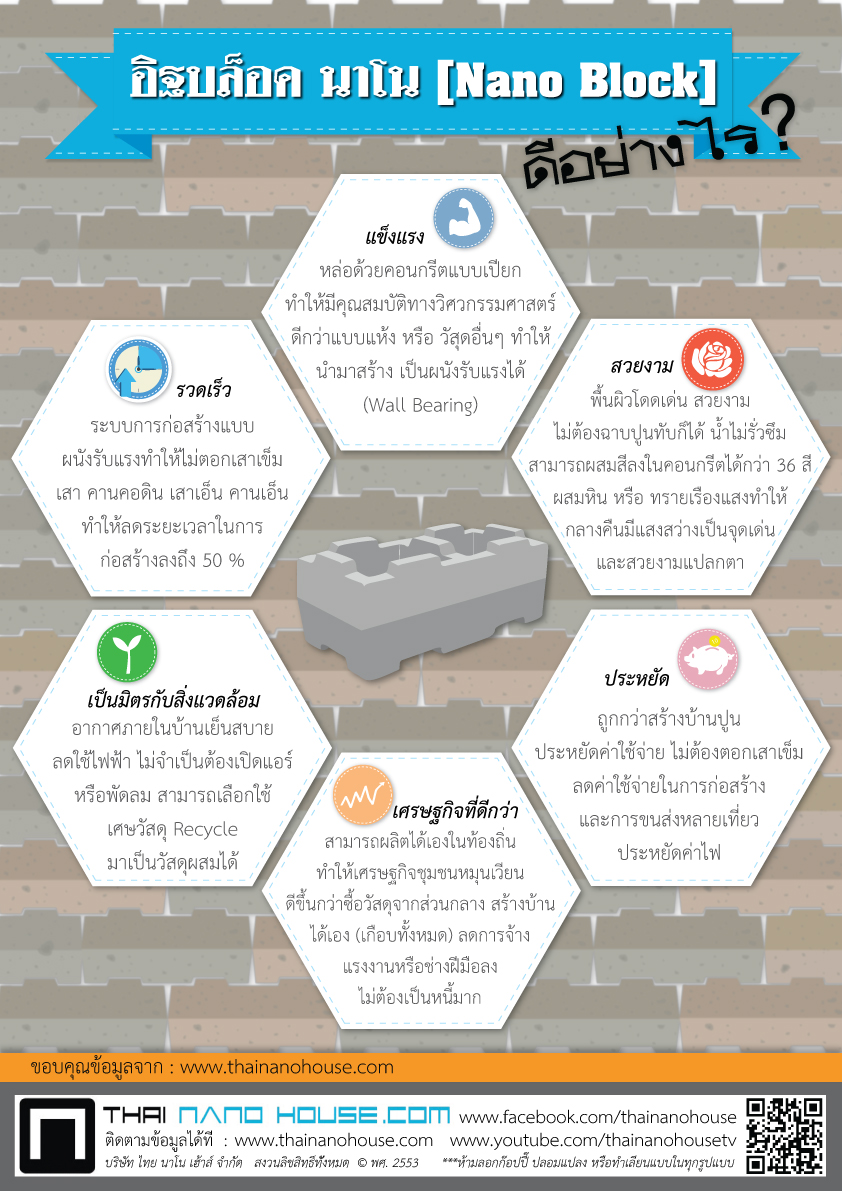 อิฐบล็อค นาโน [Nano Block]
ดีอย่างไร?
แข็งแรง
หล่อด้วยคอนกรีตแบบเปียก
ทำให้มีคุณสมบัติทางวิศวกรรมศาสตร์
ดีกว่าแบบแห้ง หรือ วัสุดอื่นๆ ทำให้
นำมาสร้าง เป็นผนังรับแรงได้
(Wall Bearing)
รวดเร็ว
ระบบการก่อสร้างแบบ
ผนังรับแรงทำให้ไม่ตอกเสาเข็ม
เสา คานคอดิน เสาเอ็น คานเอ็น
ทำให้ลดระยะเวลาในการ
ก่อสร้างลงถึง 50 %
สวยงาม
พื้นผิวโดดเด่น สวยงาม
ไม่ต้องฉาบปูนทับก็ได้ น้ำไม่รั่วซึม
สามารถผสมสีลงในคอนกรีตได้กว่า 36 สี
ผสมหิน หรือ ทรายเรืองแสงทำให้
กลางคืนมีแสงสว่างเป็นจุดเด่น
และสวยงามแปลกตา
เป็นมิตรกับสิ่งแวดล้อม
อากาศภายในบ้านเย็นสบาย
ลดใช้ไฟฟ้า ไม่จำเป็นต้องเปิดแอร์
หรือพัดลม สามารถเลือกใช้
เศษวัสดุ Recycle
มาเป็นวัสดุผสมได้
ประหยัด
ถูกกว่าสร้างบ้านปูน
ประหยัดค่าใช้จ่าย ไม่ต้องตอกเสาเข็ม
ลดค่าใช้จ่ายในการก่อสร้าง
และการขนส่งหลายเที่ยว
ประหยัดค่าไฟ
เศรษฐกิจที่ดีกว่า
สามารถผลิตได้เองในท้องถิ่น
ทำให้เศรษฐกิจชุมชนหมุนเวียน
ดีขึ้นกว่าซื้อวัสดุจากส่วนกลาง สร้างบ้าน
ได้เอง (เกือบทั้งหมด) ลดการจ้าง
แรงงานหรือช่างฝีมือลง
ไม่ต้องเป็นหนี้มาก
ขอบคุณข้อมูลจาก : www.thainanohouse.com
THAI NANO HOUSE.COM www.facebook.com/thainanohouse
ติดตามข้อมูลได้ที่ : www.thainanohouse.com www.youtube.com/thainanohousetv
บริษัท ไทย นาโน เฮ้าส์ จำกัด สงวนลิขสิทธิ์ทั้งหมด © พศ. 2553 ***ห้ามลอกก๊อปปี้ ปลอมแปลง หรือทำเลียนแบบในทุกรูปแบบ